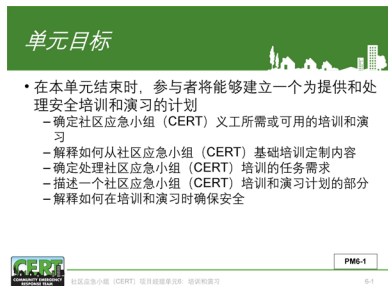 单元目标
• 在本单元结束时，参与者将能够建立一个为提供和处
理安全培训和演习的计划
– 确定社区应急小组（CERT）义工所需或可用的培训和演
习
– 解释如何从社区应急小组（CERT）基础培训定制内容
– 确定处理社区应急小组（CERT）培训的任务需求
– 描述一个社区应急小组（CERT）培训和演习计划的部分
– 解释如何在培训和演习时确保安全
PM6-1
CERT
COMMUNITY EMERGENCY
RESPONSE TEAM
社区应急小组（CERT）项目经理单元6：培训和演习
6-1